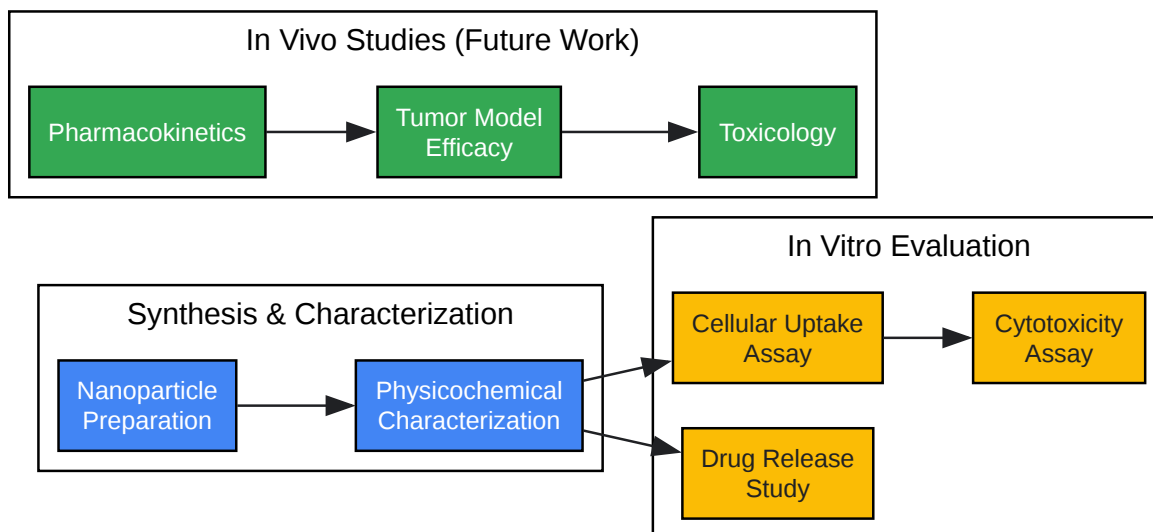 In Vivo Studies (Future Work)
Pharmacokinetics
Tumor Model
Efficacy
Toxicology
In Vitro Evaluation
Synthesis & Characterization
Nanoparticle
Preparation
Physicochemical
Characterization
Cellular Uptake
Assay
Cytotoxicity
Assay
Drug Release
Study